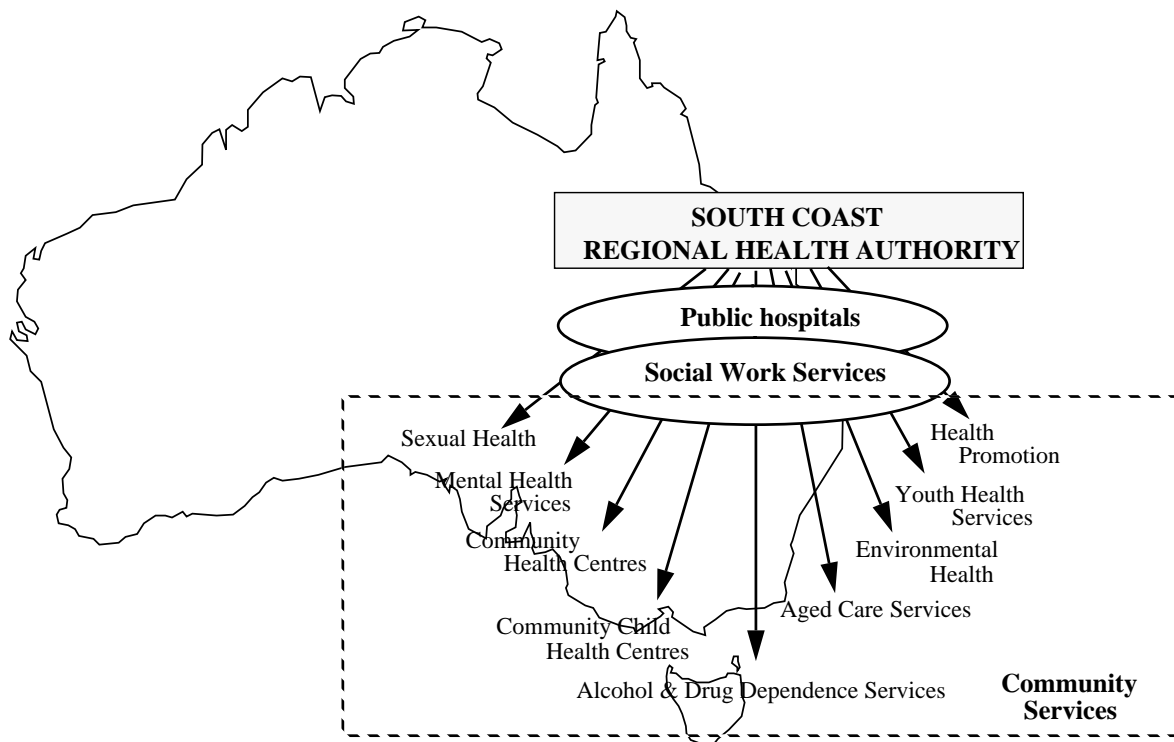 SOUTH COAST
REGIONAL HEALTH AUTHORITY
Public hospitals
Social Work Services
Sexual Health
Mental Health
Services
Community
Health Centres
Community Child
Health Centres
Alcohol & Drug Dependence Services
Aged Care Services
Environmental
Health
Youth Health
Services
Health
Promotion
Community
Services